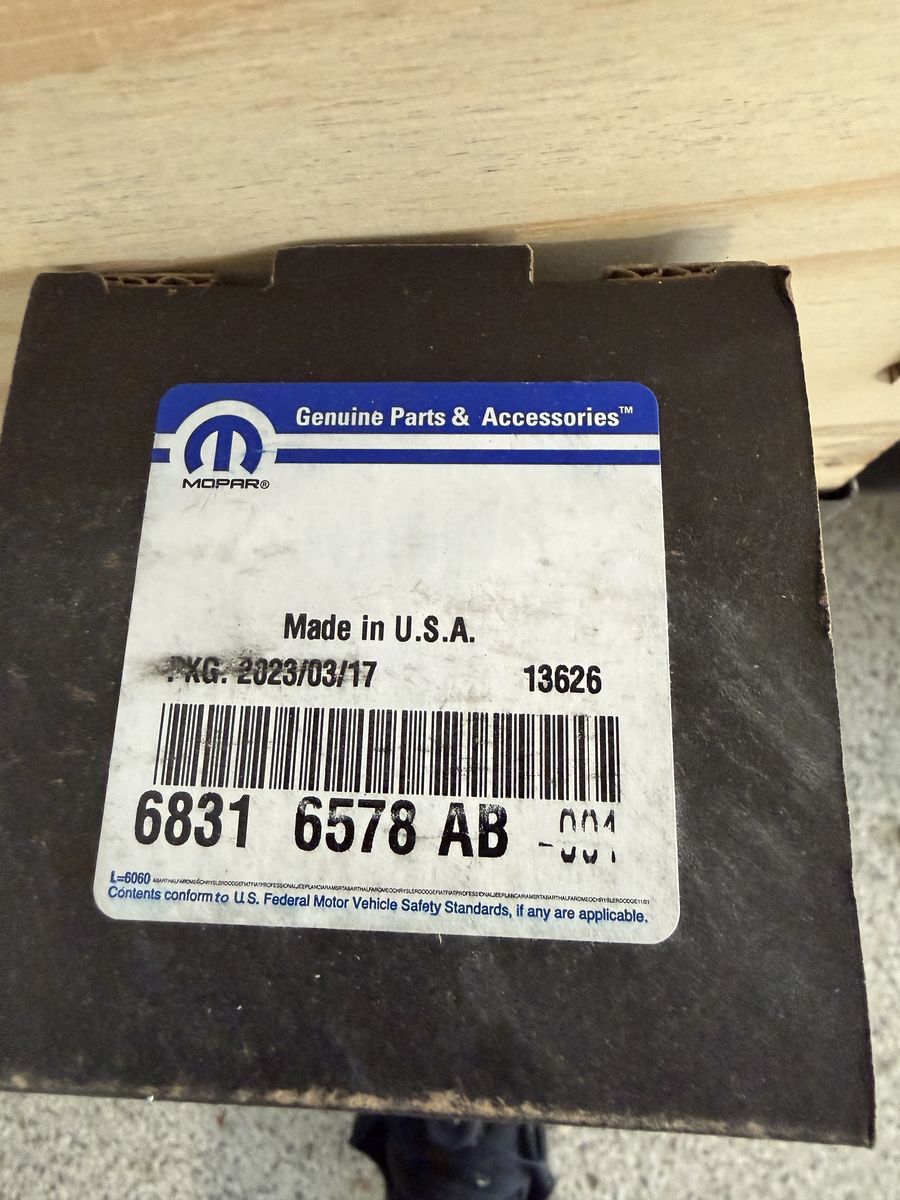 Genuine Parts & Accessories™
MOPAR®
Made in U.S.A.
PKG. 2023/03/17 13626
6831 6578 AB -001
L=6060
Contents conform to U.S. Federal Motor Vehicle Safety Standards, if any are applicable.